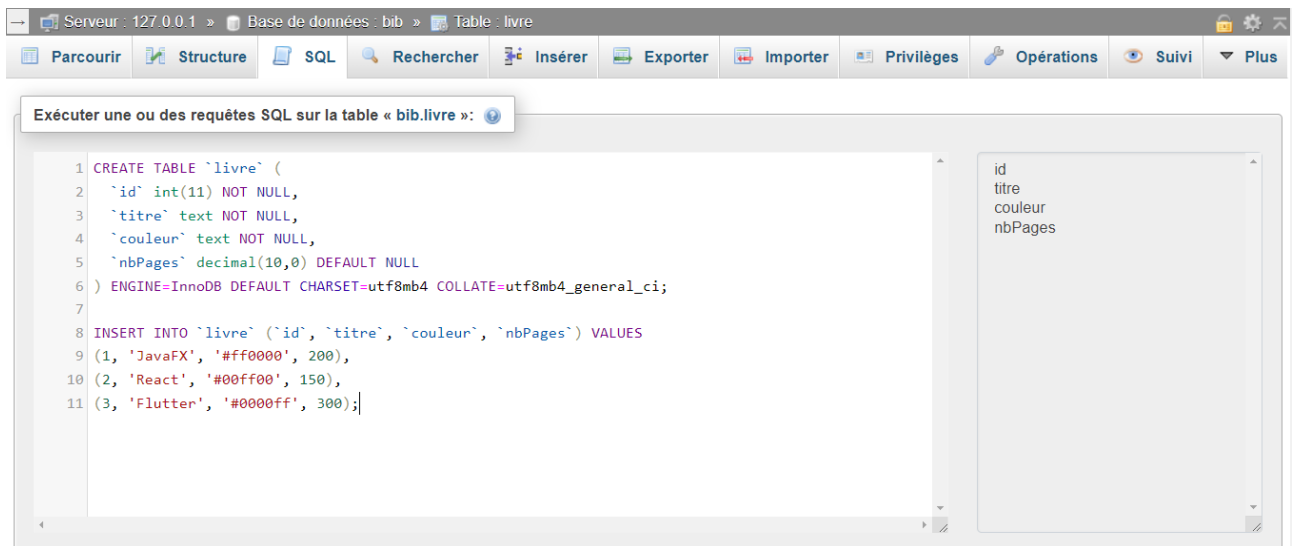 Serveur : 127.0.0.1 » Base de données : bib » Table : livre
Parcourir Structure SQL Rechercher Insérer Exporter Importer Privilèges Opérations Suivi Plus
Exécuter une ou des requêtes SQL sur la table « bib.livre »:
1 CREATE TABLE `livre` (
2 `id` int(11) NOT NULL,
3 `titre` text NOT NULL,
4 `couleur` text NOT NULL,
5 `nbPages` decimal(10,0) DEFAULT NULL
6 ) ENGINE=InnoDB DEFAULT CHARSET=utf8mb4 COLLATE=utf8mb4_general_ci;
7
8 INSERT INTO `livre` (`id`, `titre`, `couleur`, `nbPages`) VALUES
9 (1, 'JavaFX', '#ff0000', 200),
10 (2, 'React', '#00ff00', 150),
11 (3, 'Flutter', '#0000ff', 300);
id
titre
couleur
nbPages